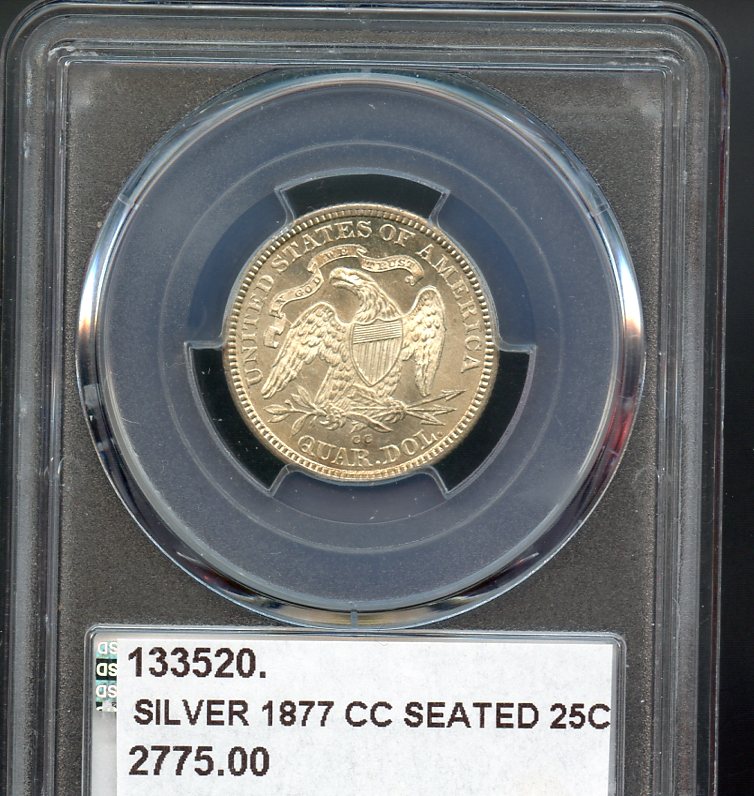 UNITED STATES OF AMERICA
IN GOD WE TRUST
CC
QUAR. DOL.
133520.
SILVER 1877 CC SEATED 25C
2775.00